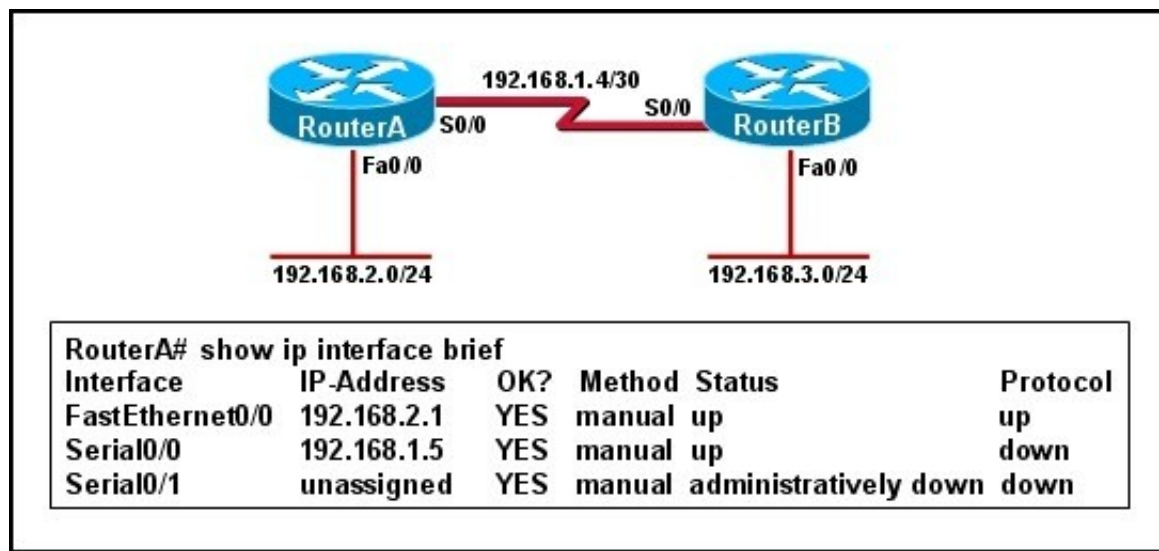 192.168.1.4/30
RouterA
S0/0
S0/0
RouterB
Fa0/0
Fa0/0
192.168.2.0/24
192.168.3.0/24
RouterA# show ip interface brief
Interface IP-Address OK? Method Status Protocol
FastEthernet0/0 192.168.2.1 YES manual up up
Serial0/0 192.168.1.5 YES manual up down
Serial0/1 unassigned YES manual administratively down down